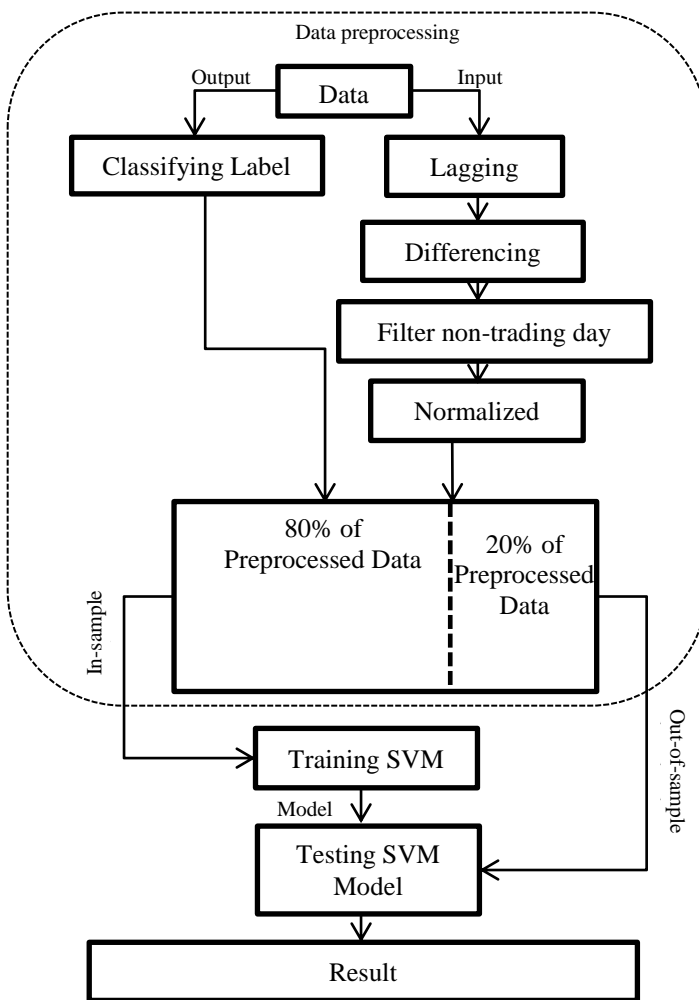 Data preprocessing
Output
Input
Data
Classifying Label
Lagging
Differencing
Filter non-trading day
Normalized
80% of
Preprocessed Data
20% of
Preprocessed
Data
In-sample
Out-of-sample
Training SVM
Model
Testing SVM
Model
Result